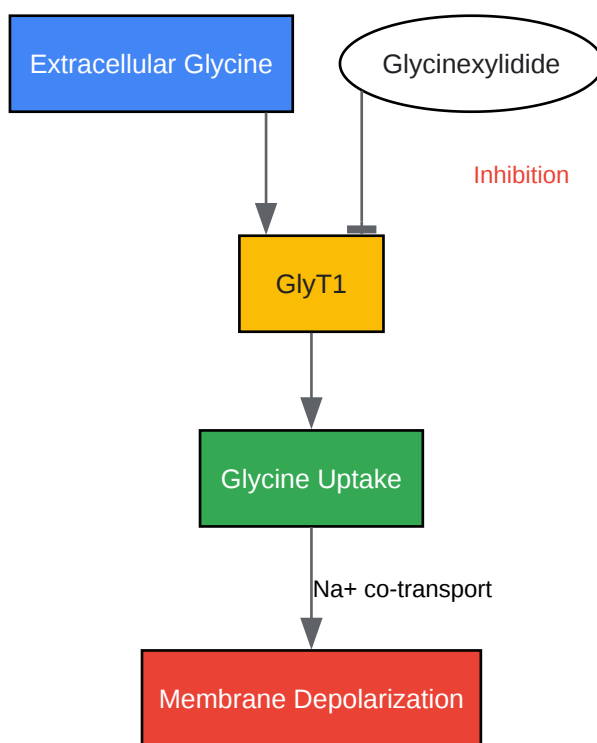 Extracellular Glycine
Glycinexylidide
Inhibition
GlyT1
Glycine Uptake
Na+ co-transport
Membrane Depolarization